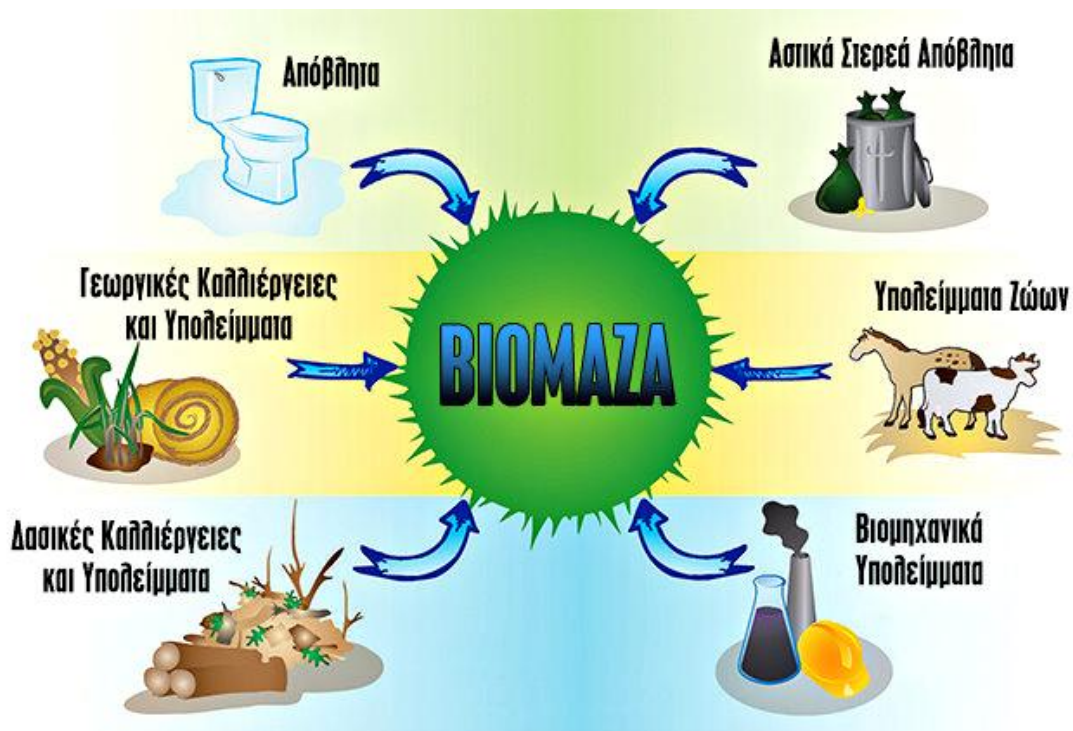 Απόβλητα
Αστικά Στερεά Απόβλητα
Γεωργικές Καλλιέργειες
και Υπολείμματα
ΒΙΟΜΑΖΑ
Υπολείμματα Ζώων
Δασικές Καλλιέργειες
και Υπολείμματα
Βιομηχανικά
Υπολείμματα